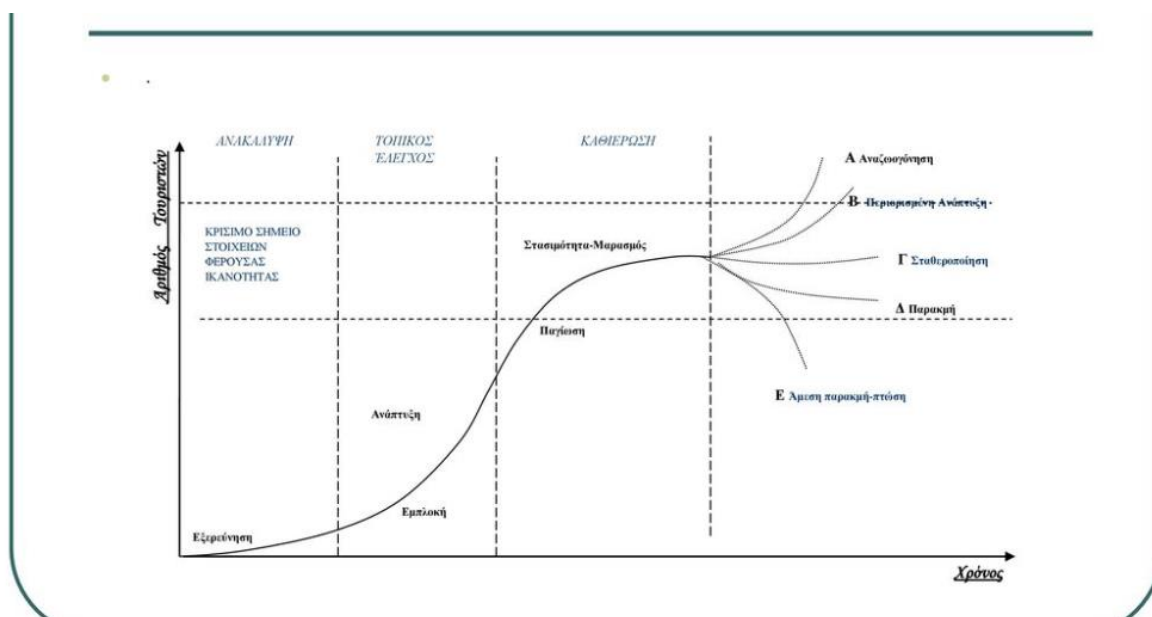 ΑΝΑΚΑΛΥΨΗ
ΤΟΠΙΚΟΣ
ΈΛΕΓΧΟΣ
ΚΑΘΙΕΡΩΣΗ
Αριθμός Τουριστών
ΚΡΙΣΙΜΟ ΣΗΜΕΙΟ
ΣΤΟΙΧΕΙΩΝ
ΦΕΡΟΥΣΑΣ
ΙΚΑΝΟΤΗΤΑΣ
Α Αναζωογόνηση
Β Περιορισμένη Ανάπτυξη
Στασιμότητα-Μαρασμός
Γ Σταθεροποίηση
Δ Παρακμή
Παγίωση
Ε Άμεση παρακμή-πτώση
Ανάπτυξη
Εμπλοκή
Εξερεύνηση
Χρόνος